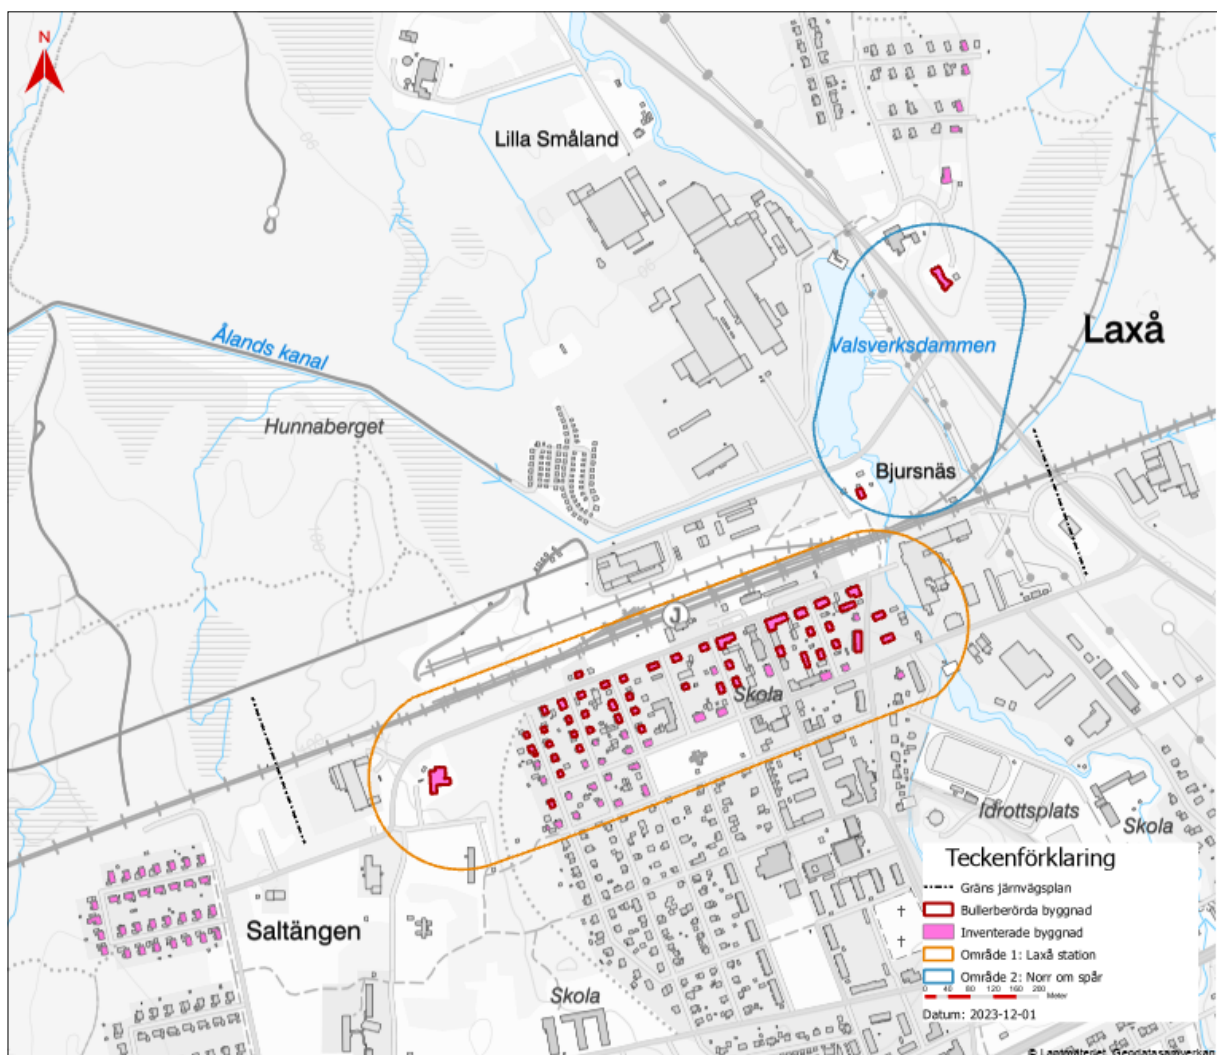 N
Lilla Småland
Laxå
Valsverksdammen
Ålands kanal
Hunnaberget
Bjursnäs
J
Skola
Idrottsplats
Skola
Saltängen
Skola
Teckenförklaring
Gräns järnvägsplan
Bullerberörda byggnad
Inventerade byggnad
Område 1: Laxå station
Område 2: Norr om spår
0 40 80 120 160 200
Meter
Datum: 2023-12-01
© Lantmäteriet, Geodatasamverkan